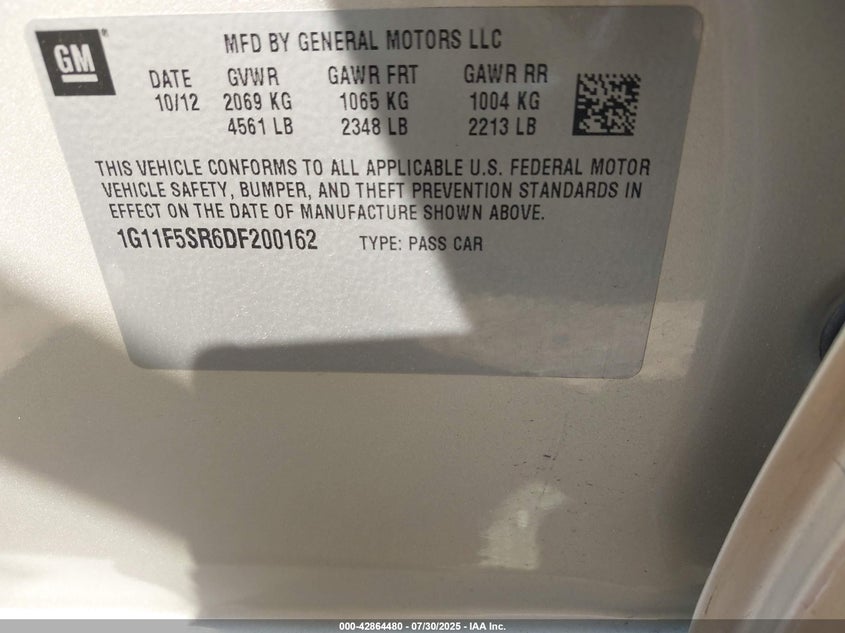 GM
MFD BY GENERAL MOTORS LLC
DATE GVWR GAWR FRT GAWR RR
10/12 2069 KG 1065 KG 1004 KG
4561 LB 2348 LB 2213 LB
THIS VEHICLE CONFORMS TO ALL APPLICABLE U.S. FEDERAL MOTOR
VEHICLE SAFETY, BUMPER, AND THEFT PREVENTION STANDARDS IN
EFFECT ON THE DATE OF MANUFACTURE SHOWN ABOVE.
1G11F5SR6DF200162 TYPE: PASS CAR
000-42864480 - 07/30/2025 - IAA Inc.